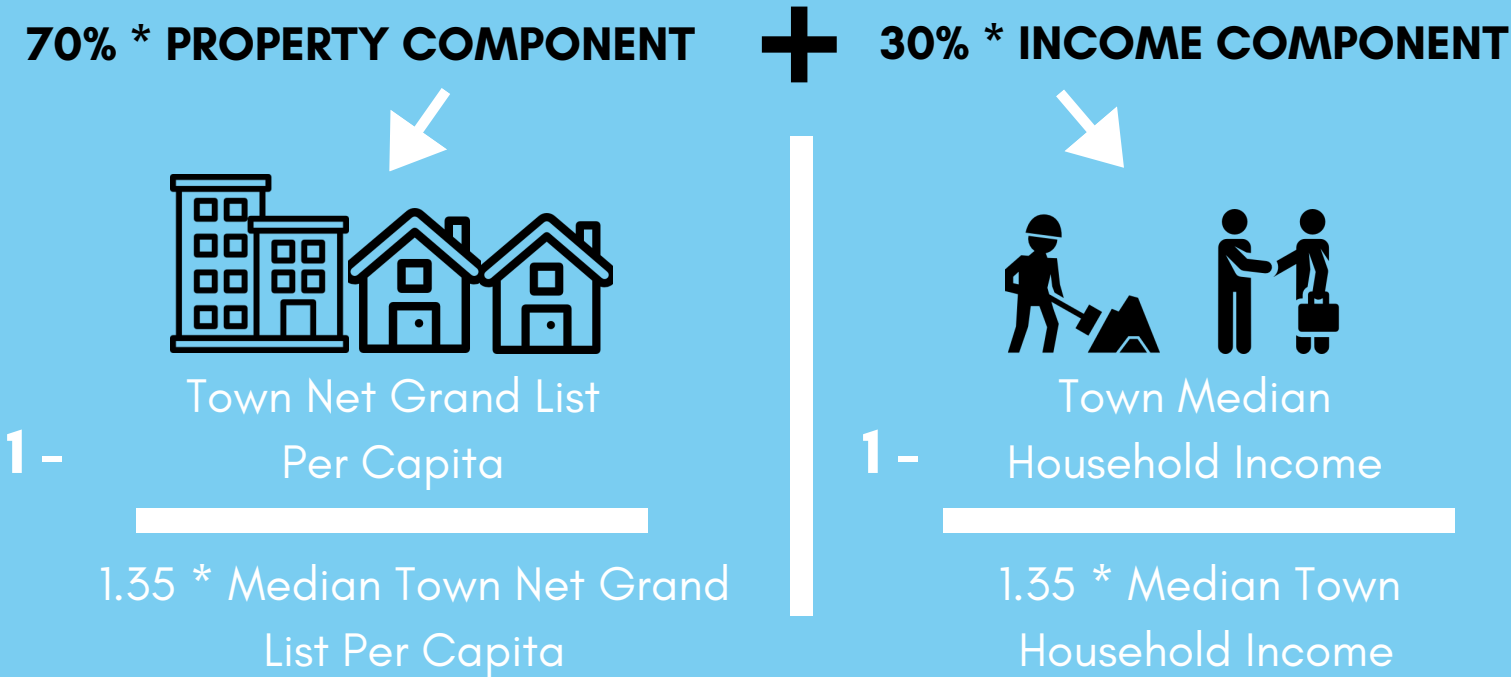 70% * PROPERTY COMPONENT + 30% * INCOME COMPONENT
Town Net Grand List
1 - Per Capita
1.35 * Median Town Net Grand
List Per Capita
Town Median
1 - Household Income
1.35 * Median Town
Household Income